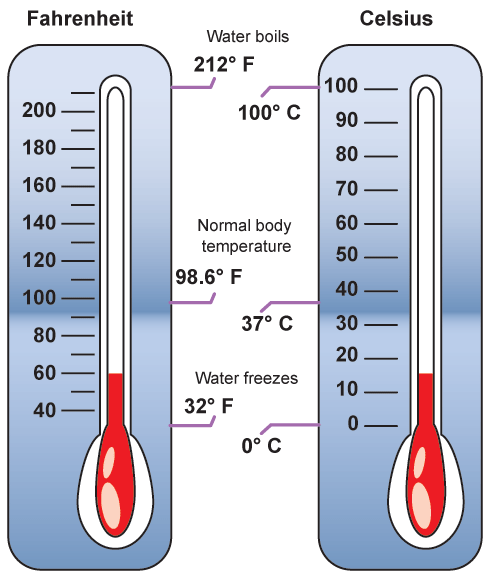 Fahrenheit
200
180
160
140
120
100
80
60
40
Water boils
212° F
100° C
Normal body
temperature
98.6° F
37° C
Water freezes
32° F
0° C
Celsius
100
90
80
70
60
50
40
30
20
10
0